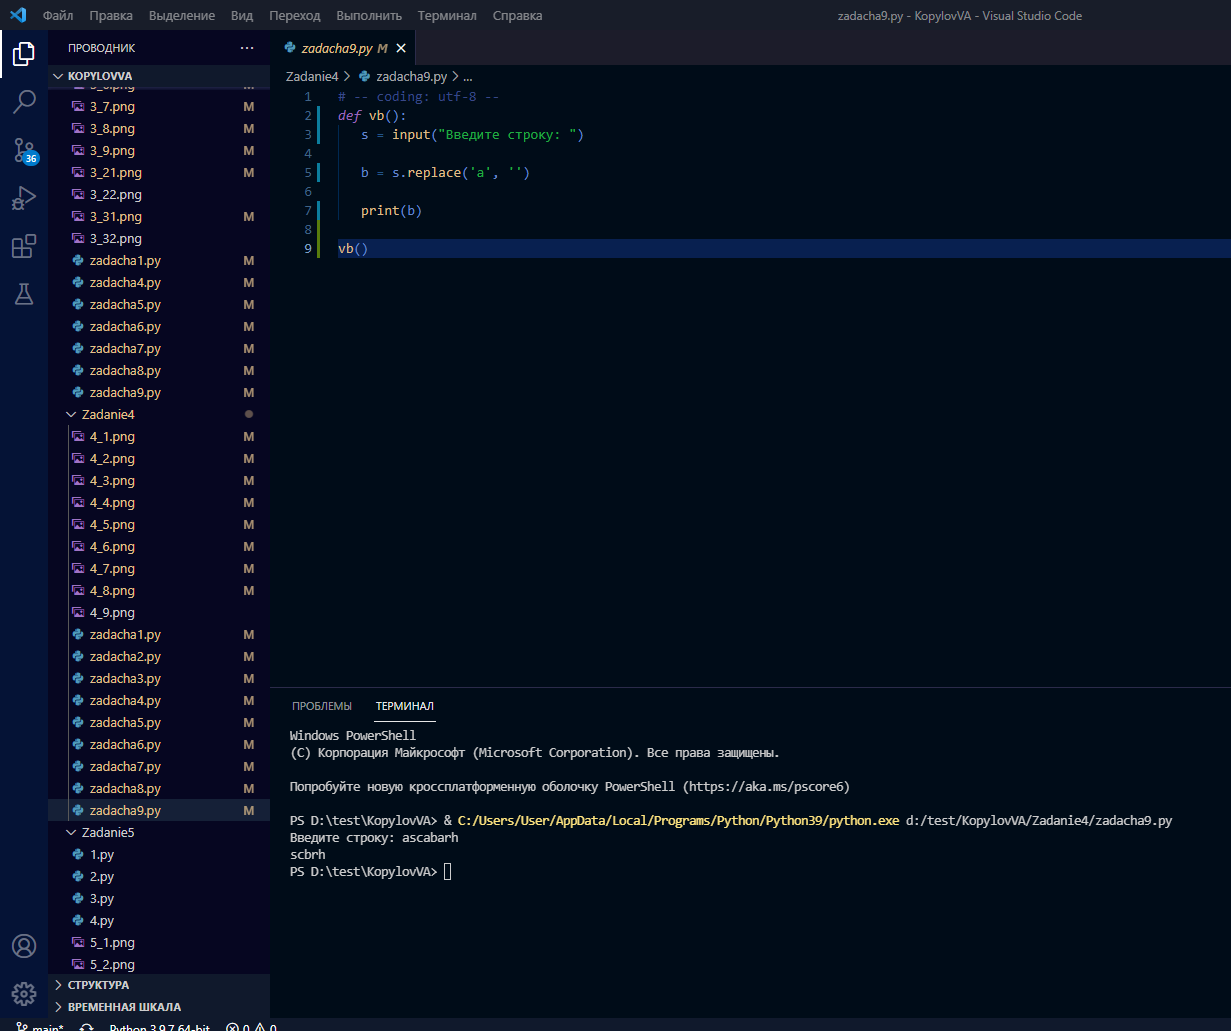 Файл Правка Выделение Вид Переход Выполнить Терминал Справка zadacha9.py - KopylovVA - Visual Studio Code
ПРОВОДНИК ...
KOPYLOVVA
3_7.png M
3_8.png M
3_9.png M
3_21.png M
3_22.png
3_31.png M
3_32.png
zadacha1.py M
zadacha4.py M
zadacha5.py M
zadacha6.py M
zadacha7.py M
zadacha8.py M
zadacha9.py M
Zadanie4
4_1.png M
4_2.png M
4_3.png M
4_4.png M
4_5.png M
4_6.png M
4_7.png M
4_8.png M
4_9.png
zadacha1.py M
zadacha2.py M
zadacha3.py M
zadacha4.py M
zadacha5.py M
zadacha6.py M
zadacha7.py M
zadacha8.py M
zadacha9.py M
Zadanie5
1.py
2.py
3.py
4.py
5_1.png
5_2.png
СТРУКТУРА
ВРЕМЕННАЯ ШКАЛА
36
zadacha9.py M
Zadanie4 > zadacha9.py > ...
1 # -- coding: utf-8 --
2 def vb():
3 s = input("Введите строку: ")
4
5 b = s.replace('a', '')
6
7 print(b)
8
9 vb()
ПРОБЛЕМЫ ТЕРМИНАЛ
Windows PowerShell
(C) Корпорация Майкрософт (Microsoft Corporation). Все права защищены.
Попробуйте новую кроссплатформенную оболочку PowerShell (https://aka.ms/pscore6)
PS D:\test\KopylovVA> & C:/Users/User/AppData/Local/Programs/Python/Python39/python.exe d:/test/KopylovVA/Zadanie4/zadacha9.py
Введите строку: ascabarh
scbrh
PS D:\test\KopylovVA>
main* Python 3.9.7 64-bit 0 0